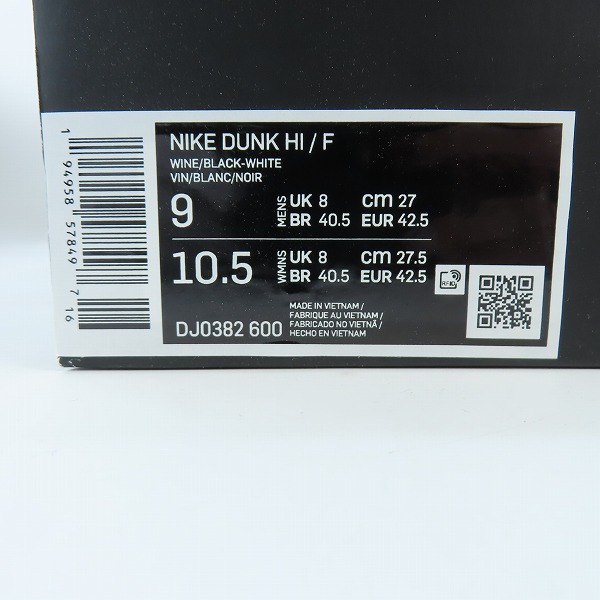 1 94958 57849 716
NIKE DUNK HI / F
WINE/BLACK-WHITE
VIN/BLANC/NOIR
9 MENS UK 8 cm 27
BR 40.5 EUR 42.5
10.5 WMNS UK 8 cm 27.5
BR 40.5 EUR 42.5
RFID
MADE IN VIETNAM /
FABRIQUE AU VIETNAM /
FABRICADO NO VIETNÃ /
HECHO EN VIETNAM
DJ0382 600